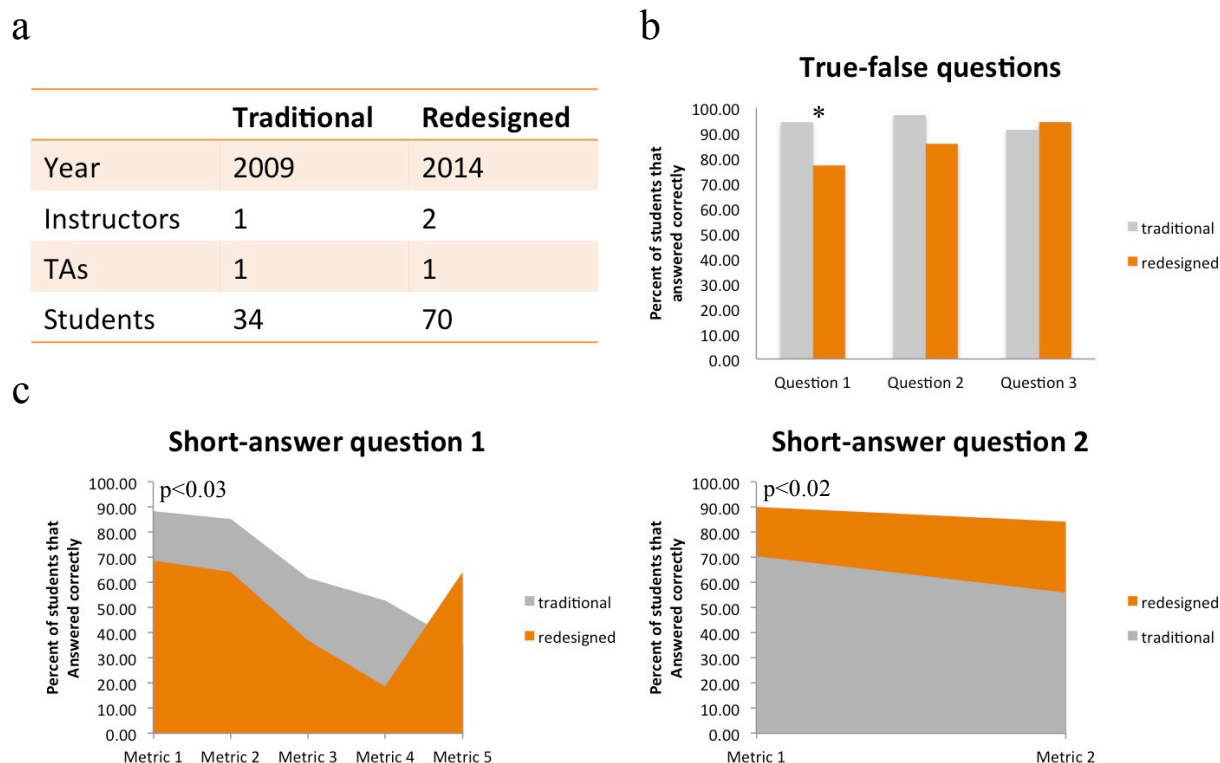 a
Traditional Redesigned
Year 2009 2014
Instructors 1 2
TAs 1 1
Students 34 70
b
True-false questions
Percent of students that
answered correctly
100.00
90.00
80.00
70.00
60.00
50.00
40.00
30.00
20.00
10.00
0.00
*
Question 1 Question 2 Question 3
traditional
redesigned
c
Short-answer question 1
Percent of students that
Answered correctly
100.00
90.00
80.00
70.00
60.00
50.00
40.00
30.00
20.00
10.00
0.00
p<0.03
Metric 1 Metric 2 Metric 3 Metric 4 Metric 5
traditional
redesigned
Short-answer question 2
Percent of students that
Answered correctly
100.00
90.00
80.00
70.00
60.00
50.00
40.00
30.00
20.00
10.00
0.00
p<0.02
Metric 1 Metric 2
redesigned
traditional